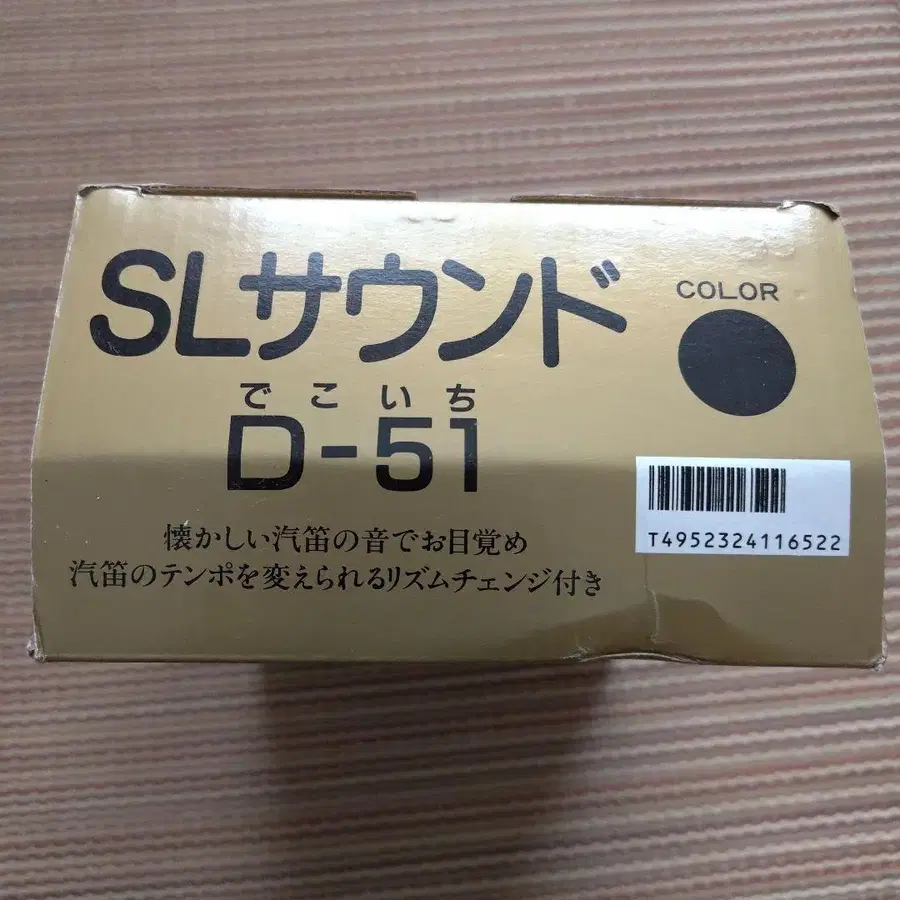 SLサウンド
COLOR
でこいち
D-51
T4952324116522
懐かしい汽笛の音でお目覚め
汽笛のテンポを変えられるリズムチェンジ付き